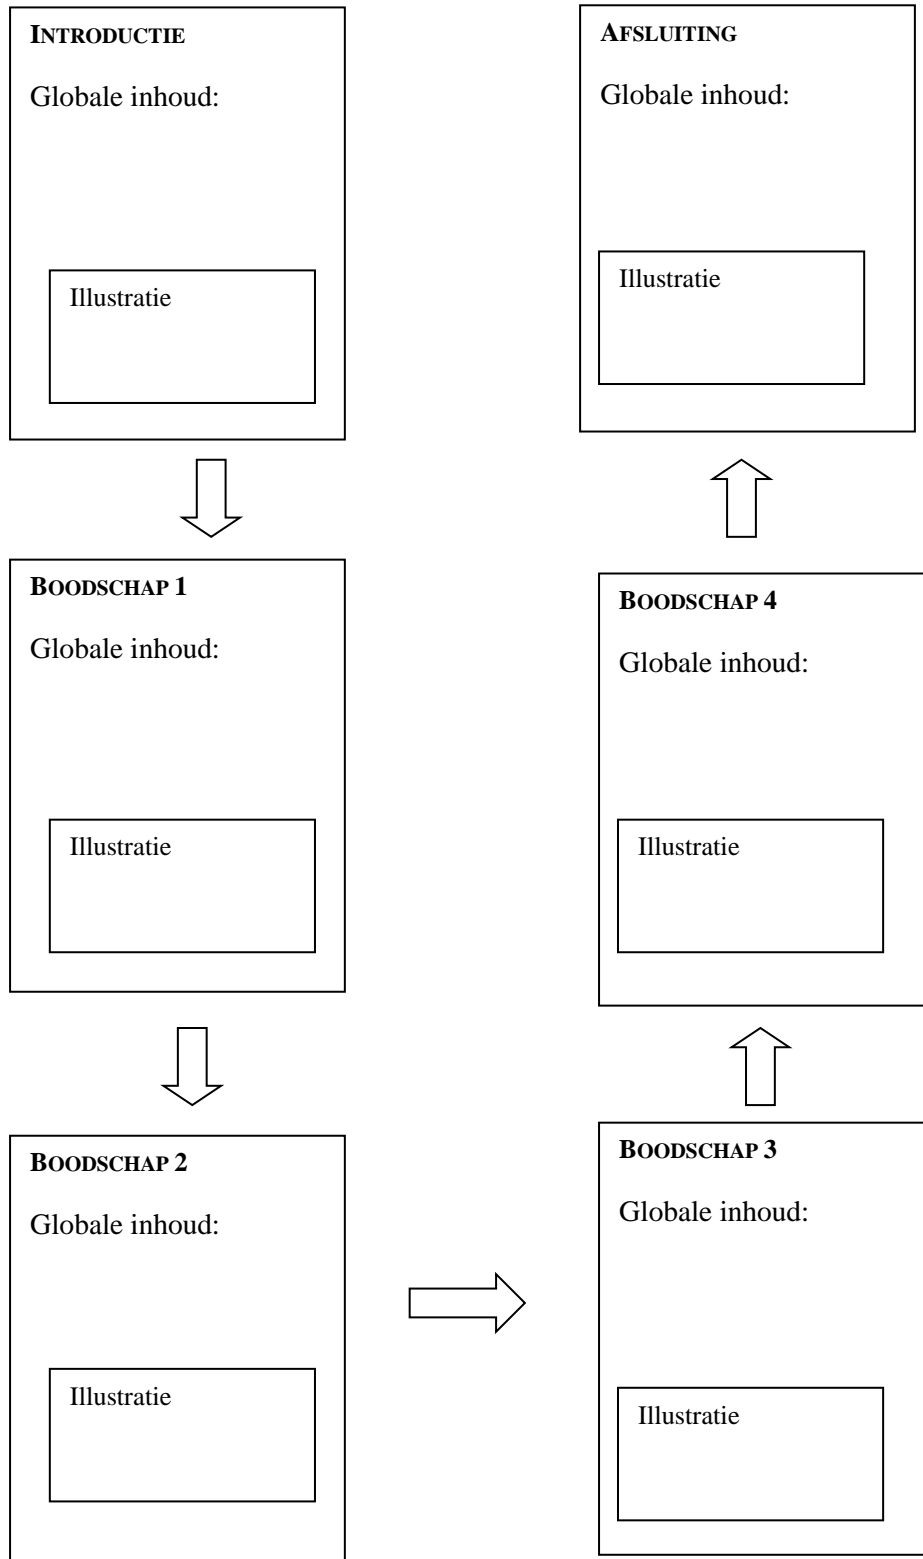 INTRODUCTIE
Globale inhoud:
Illustratie
BOODSCHAP 1
Globale inhoud:
Illustratie
BOODSCHAP 2
Globale inhoud:
Illustratie
BOODSCHAP 3
Globale inhoud:
Illustratie
BOODSCHAP 4
Globale inhoud:
Illustratie
AFSLUITING
Globale inhoud:
Illustratie